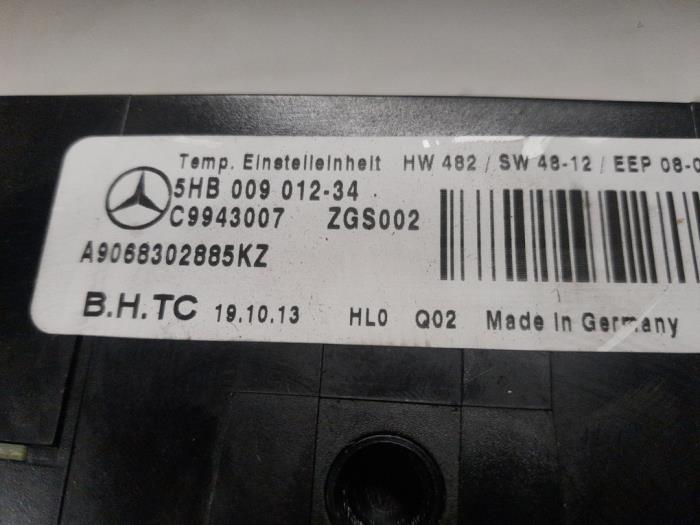 Temp. Einstelleinheit HW 482 / SW 48-12 / EEP 08-0
5HB 009 012-34
C9943007 ZGS002
A9068302885KZ
B.H.TC 19.10.13 HL0 Q02 Made in Germany